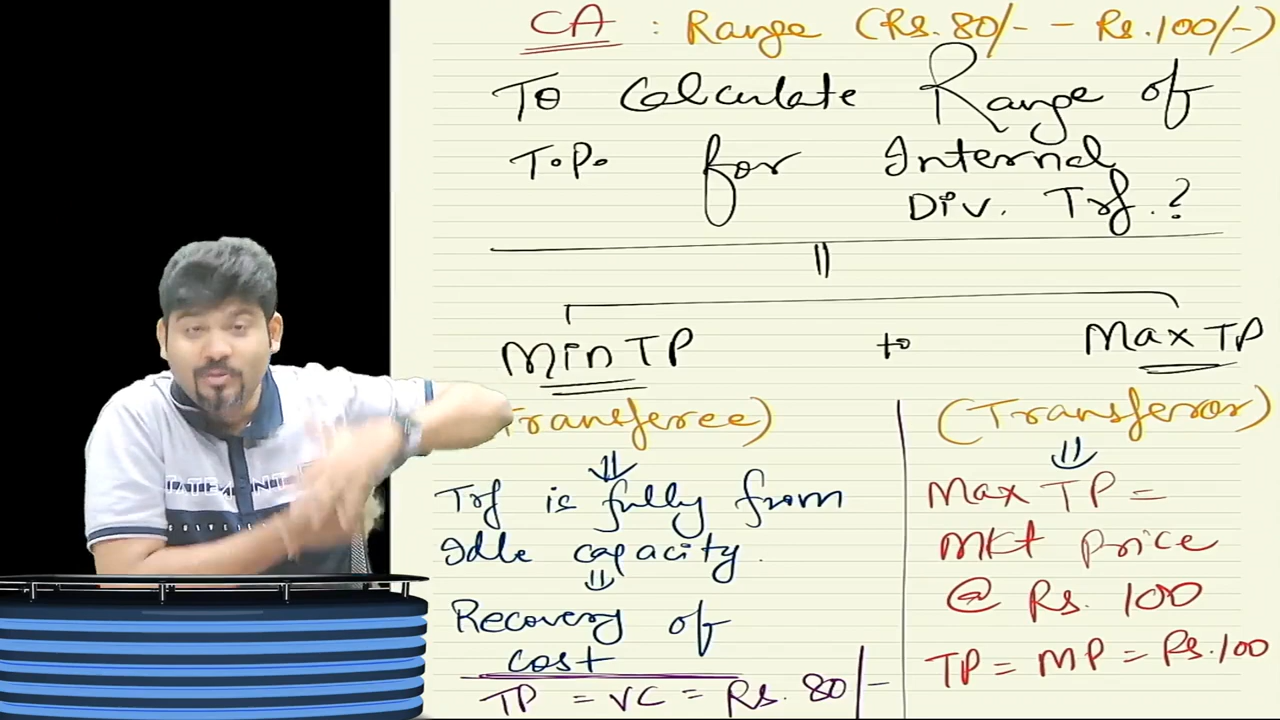 CA : Range (Rs.80/- - Rs.100/-)
To Calculate Range of
T.P. for Internal
Div. Trf.?
Min TP to Max TP
Transferee)
Trf is fully from
Idle capacity.
Recovery of
cost
TP = VC = Rs. 80/-
(Transferor)
Max TP =
Mkt Price
@ Rs. 100
TP = MP = Rs.100